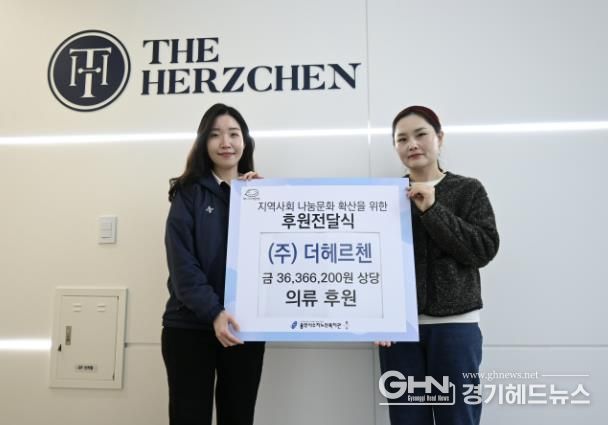 THE
HERZCHEN
지역사회 나눔문화 확산을 위한
후원전달식
(주) 더헤르첸
금 36,366,200원 상당
의류 후원
www.ghnews.net
GHN 경기헤드뉴스
Gyeonggi Head News